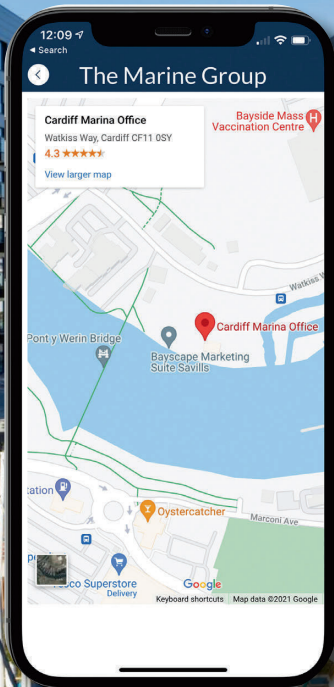 12:09
◀ Search
The Marine Group
Cardiff Marina Office
Watkiss Way, Cardiff CF11 0SY
4.3
View larger map
Bayside Mass
Vaccination Centre
H
Watkiss
Cardiff Marina Office
Pont y Werin Bridge
Bayscape Marketing
Suite Savills
Oystercatcher
Marconi Ave
Superstore
Delivery
Google
Keyboard shortcuts
Map data ©2021 Google